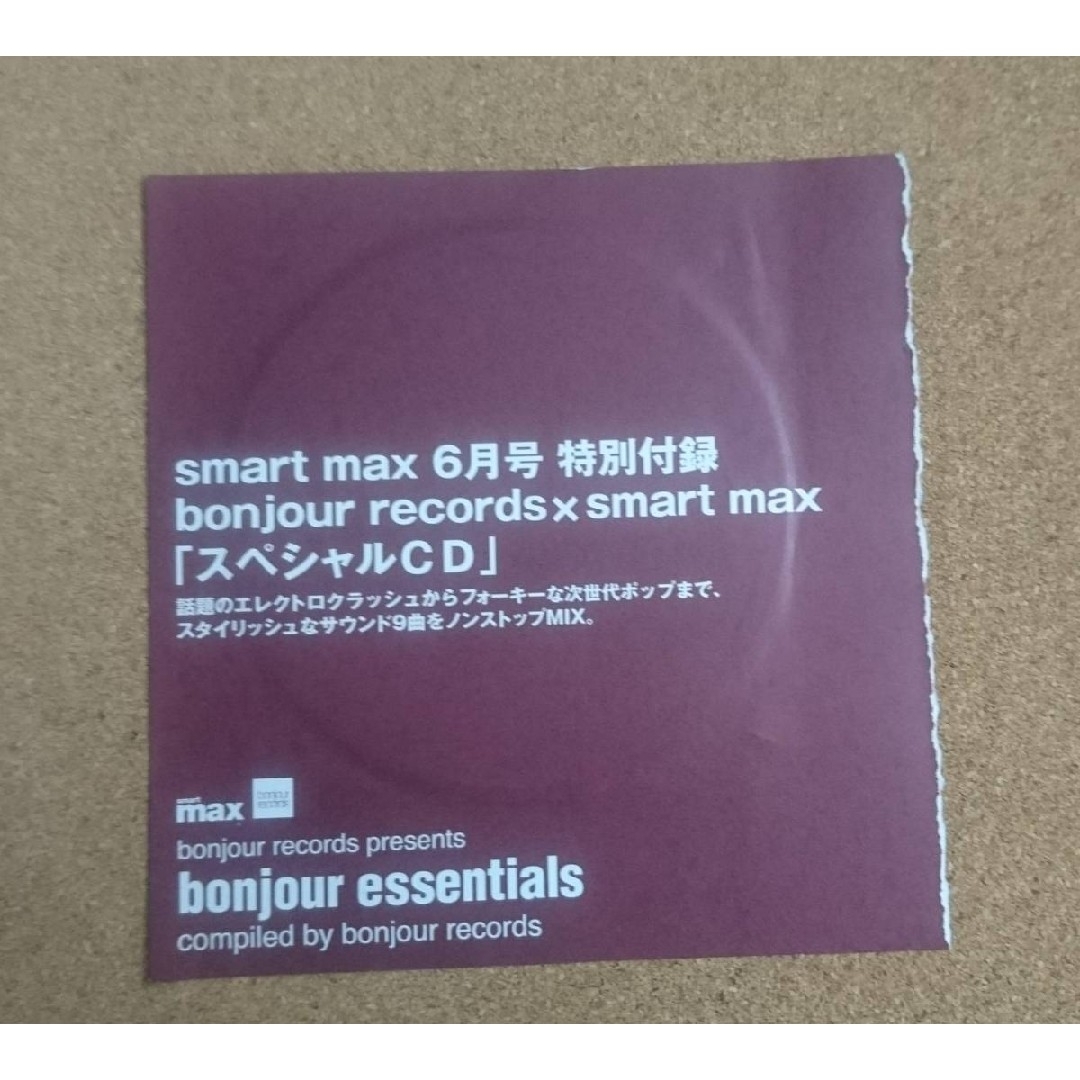 smart max 6月号 特別付録
bonjour records×smart max
「スペシャルCD」
話題のエレクトロクラッシュからフォーキーな次世代ポップまで、
スタイリッシュなサウンド9曲をノンストップMIX。
smart
max
bonjour
records
bonjour records presents
bonjour essentials
compiled by bonjour records